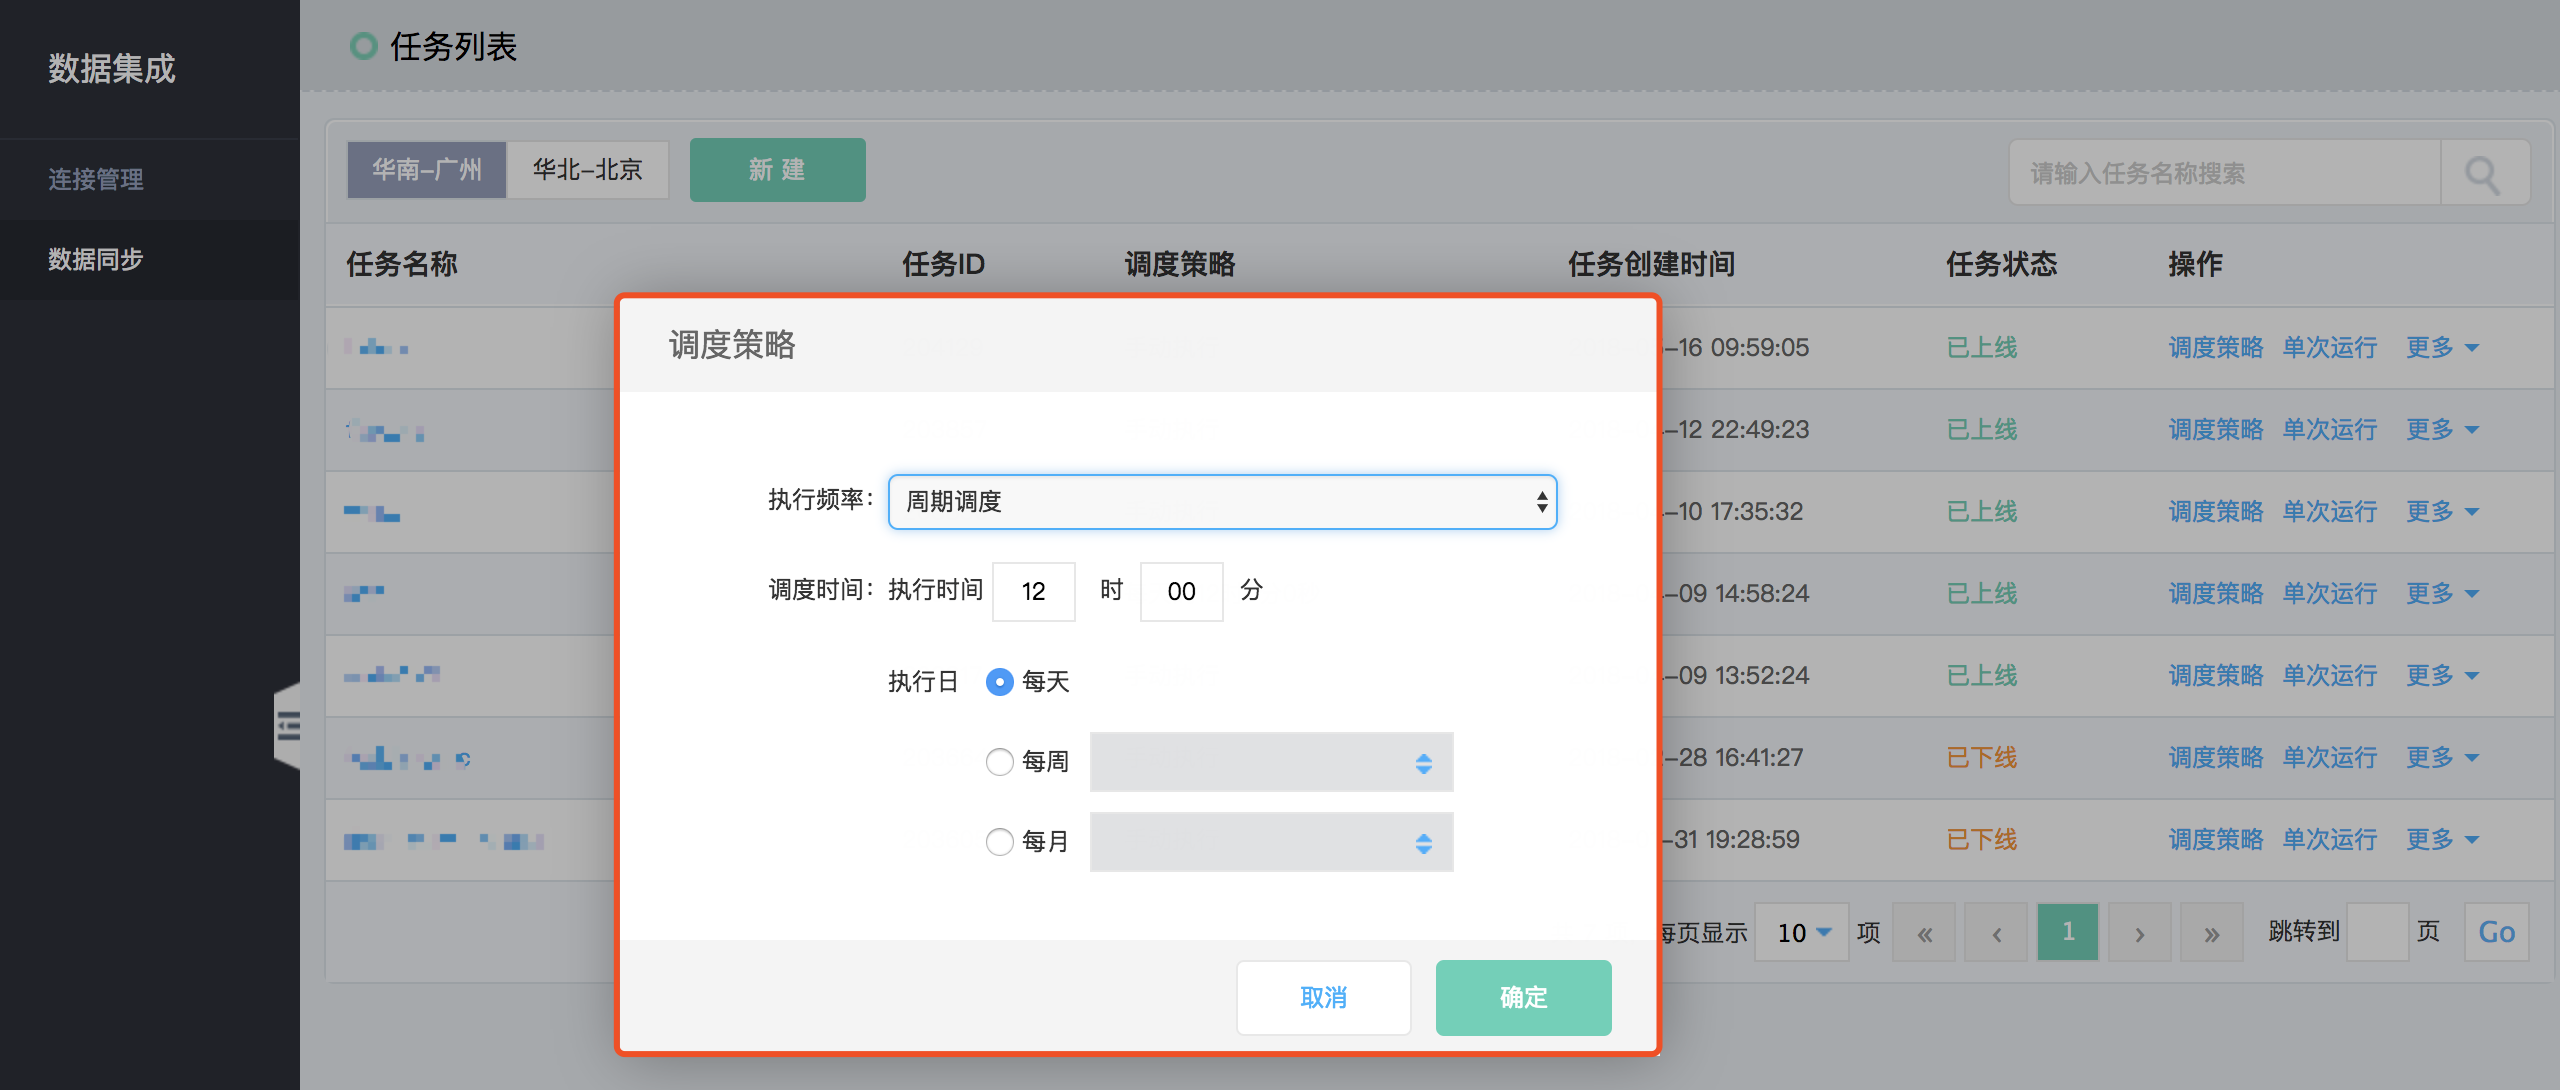 数据集成
连接管理
数据同步
任务列表
华南-广州 华北-北京 新 建 请输入任务名称搜索
任务名称 任务ID 调度策略 任务创建时间 任务状态 操作
-16 09:59:05 已上线 调度策略 单次运行 更多
-12 22:49:23 已上线 调度策略 单次运行 更多
-10 17:35:32 已上线 调度策略 单次运行 更多
-09 14:58:24 已上线 调度策略 单次运行 更多
-09 13:52:24 已上线 调度策略 单次运行 更多
-28 16:41:27 已下线 调度策略 单次运行 更多
-31 19:28:59 已下线 调度策略 单次运行 更多
每页显示 10 项 « ‹ 1 › » 跳转到 页 Go
调度策略
执行频率： 周期调度
调度时间： 执行时间 12 时 00 分
执行日 每天
每周
每月
取消 确定